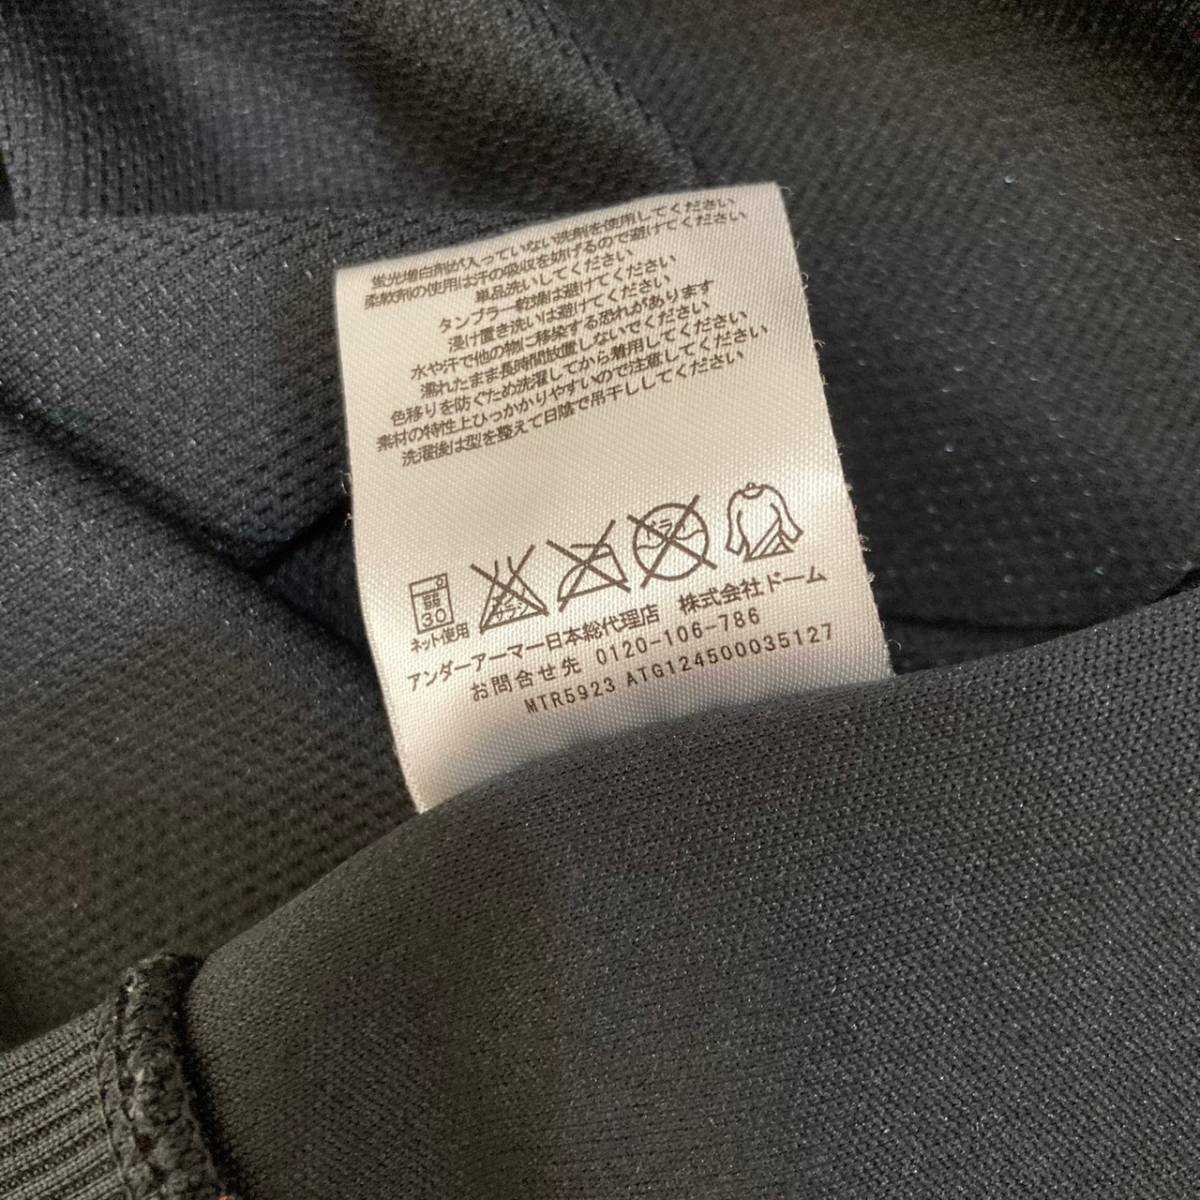 蛍光増白剤が入っていない洗剤を使用してください
柔軟剤の使用は汗の吸収を妨げるので避けてください
単品洗いしてください
タンブラー乾燥は避けてください
浸け置き洗いは避けてください
水や汗で他の物に移染する恐れがあります
濡れたまま長時間放置しないでください
色移りを防ぐため洗濯してから着用してください
素材の特性上ひっかかりやすいので注意してください
洗濯後は型を整えて日陰で吊干ししてください
弱 30 エンソサラシ ドライ
ネット使用
アンダーアーマー日本総代理店 株式会社ドーム
お問合せ先 0120-106-786
MTR5923 ATG124500035127